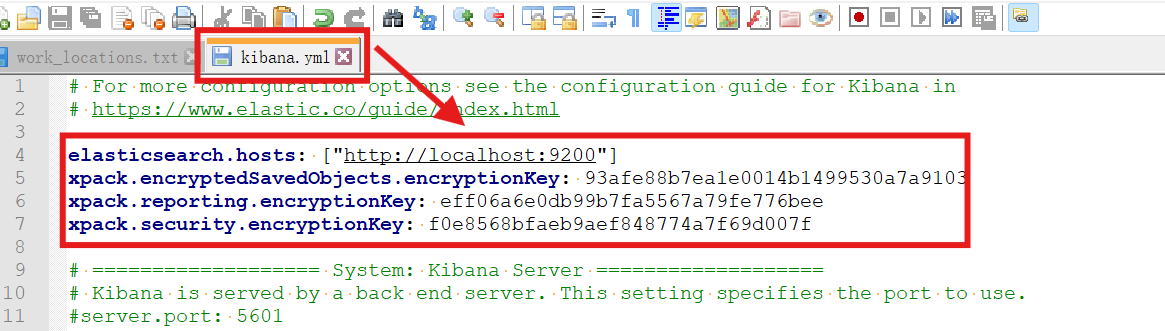 work_locations.txt
kibana.yml
1 # For more configuration options see the configuration guide for Kibana in
2 # https://www.elastic.co/guide/index.html
3
4 elasticsearch.hosts: ["http://localhost:9200"]
5 xpack.encryptedSavedObjects.encryptionKey: 93afe88b7ea1e0014b1499530a7a9103
6 xpack.reporting.encryptionKey: eff06a6e0db99b7fa5567a79fe776bee
7 xpack.security.encryptionKey: f0e8568bfaeb9aef848774a7f69d007f
8
9 # =================== System: Kibana Server ===================
10 # Kibana is served by a back end server. This setting specifies the port to use.
11 #server.port: 5601